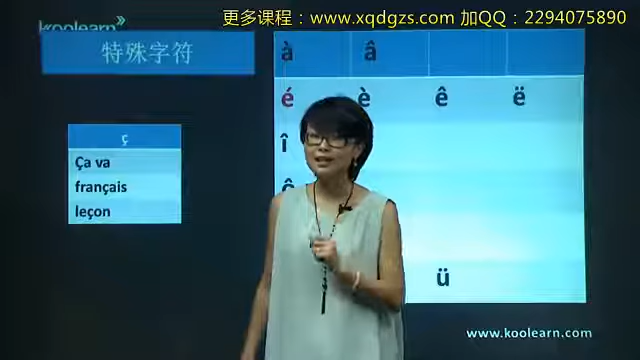 更多课程：www.xqdgzs.com 加QQ：2294075890
koolearn
特殊字符
à â
é è ê ë
î
ç
Ça va
français
leçon
ü
www.koolearn.com